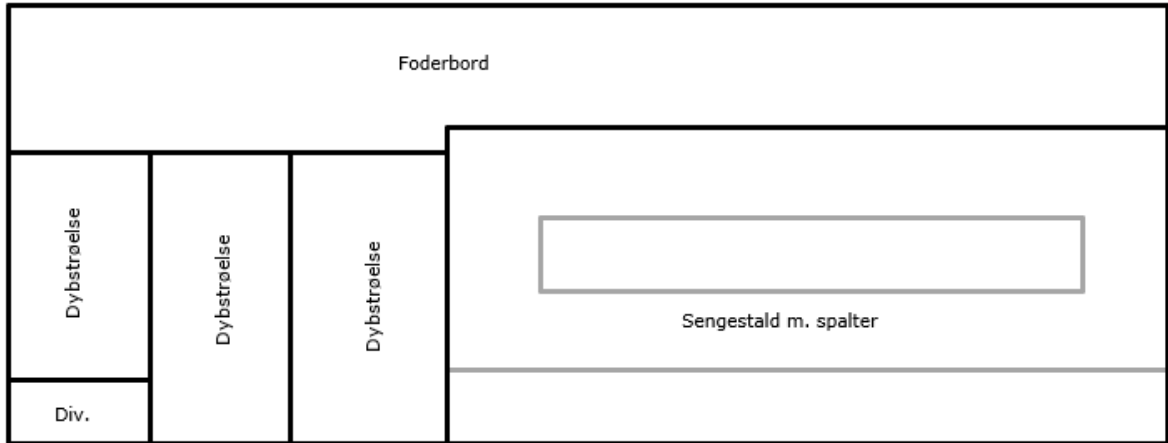 Foderbord
Dybstrøelse
Dybstrøelse
Dybstrøelse
Sengestald m. spalter
Div.